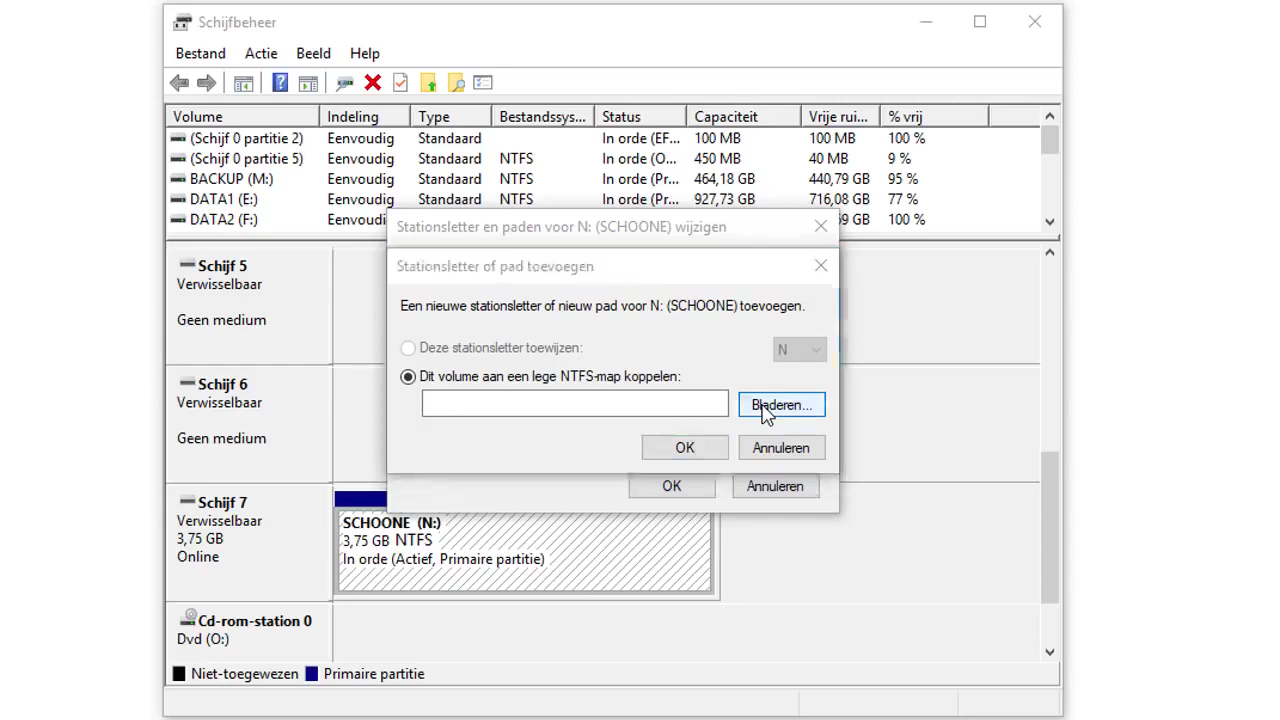 Schijfbeheer
Bestand Actie Beeld Help
Volume Indeling Type Bestandssys... Status Capaciteit Vrije rui... % vrij
(Schijf 0 partitie 2) Eenvoudig Standaard In orde (EF... 100 MB 100 MB 100 %
(Schijf 0 partitie 5) Eenvoudig Standaard NTFS In orde (O... 450 MB 40 MB 9 %
BACKUP (M:) Eenvoudig Standaard NTFS In orde (Pr... 464,18 GB 440,79 GB 95 %
DATA1 (E:) Eenvoudig Standaard NTFS In orde (Pr... 927,73 GB 716,08 GB 77 %
DATA2 (F:) GB 100 %
Stationsletter en paden voor N: (SCHOONE) wijzigen
Stationsletter of pad toevoegen
Een nieuwe stationsletter of nieuw pad voor N: (SCHOONE) toevoegen.
Deze stationsletter toewijzen: N
Dit volume aan een lege NTFS-map koppelen:
Bladeren...
OK Annuleren
OK Annuleren
Schijf 5
Verwisselbaar
Geen medium
Schijf 6
Verwisselbaar
Geen medium
Schijf 7
Verwisselbaar
3,75 GB
Online
SCHOONE (N:)
3,75 GB NTFS
In orde (Actief, Primaire partitie)
Cd-rom-station 0
Dvd (O:)
Niet-toegewezen Primaire partitie